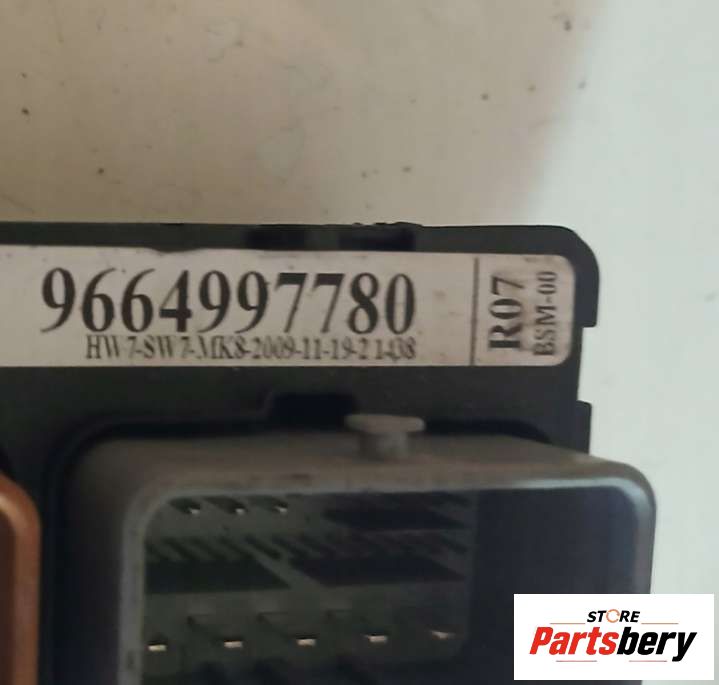 9664997780
HW7-SW7-MK8-2009-11-19-2 1438
R07
BSM-00
STORE
Partsbery